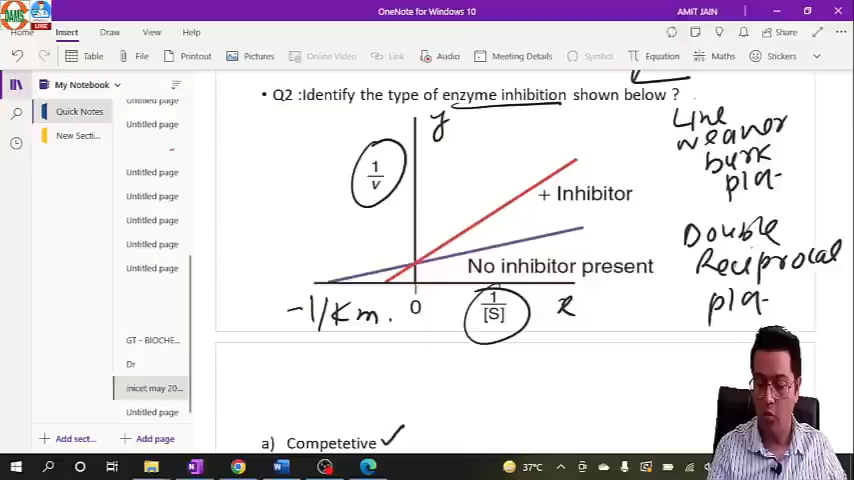 DAMS
LIVE
OneNote for Windows 10
AMIT JAIN
Home Insert Draw View Help
Share
Table File Printout Pictures Online Video Link Audio Meeting Details Symbol Equation Maths Stickers
My Notebook
Quick Notes
New Secti...
Untitled page
Untitled page
Untitled page
Untitled page
Untitled page
Untitled page
Untitled page
GT - BIOCHE...
Dr
inicet may 20...
Untitled page
Add sect...
Add page
• Q2 :Identify the type of enzyme inhibition shown below ?
y
1
v
+ Inhibitor
No inhibitor present
-1/Km.
0
1
[S]
x
Line
weaver
burk
plot
Double
Reciprocal
plot
a) Competetive ✓
37°C